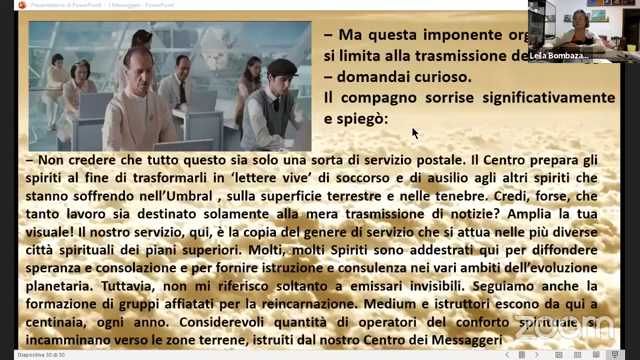 Presentazione di PowerPoint - I Messaggeri - PowerPoint
– Ma questa imponente
si limita alla trasmissione
– domandai curioso.
Il compagno sorrise significativamente
e spiegò:
Leila Bombaza...
– Non credere che tutto questo sia solo una sorta di servizio postale. Il Centro prepara gli
spiriti al fine di trasformarli in ‘lettere vive’ di soccorso e di ausilio agli altri spiriti che
stanno soffrendo nell’Umbral , sulla superficie terrestre e nelle tenebre. Credi, forse, che
tanto lavoro sia destinato solamente alla mera trasmissione di notizie? Amplia la tua
visuale! Il nostro servizio, qui, è la copia del genere di servizio che si attua nelle più diverse
città spirituali dei piani superiori. Molti, molti Spiriti sono addestrati qui per diffondere
speranza e consolazione e per fornire istruzione e consulenza nei vari ambiti dell’evoluzione
planetaria. Tuttavia, non mi riferisco soltanto a emissari invisibili. Seguiamo anche la
formazione di gruppi affiatati per la reincarnazione. Medium e istruttori escono da qui a
centinaia, ogni anno. Considerevoli quantità di operatori del conforto spirituale si
incamminano verso le zone terrene, istruiti dal nostro Centro dei Messaggeri
zoom
Diapositiva 30 di 50